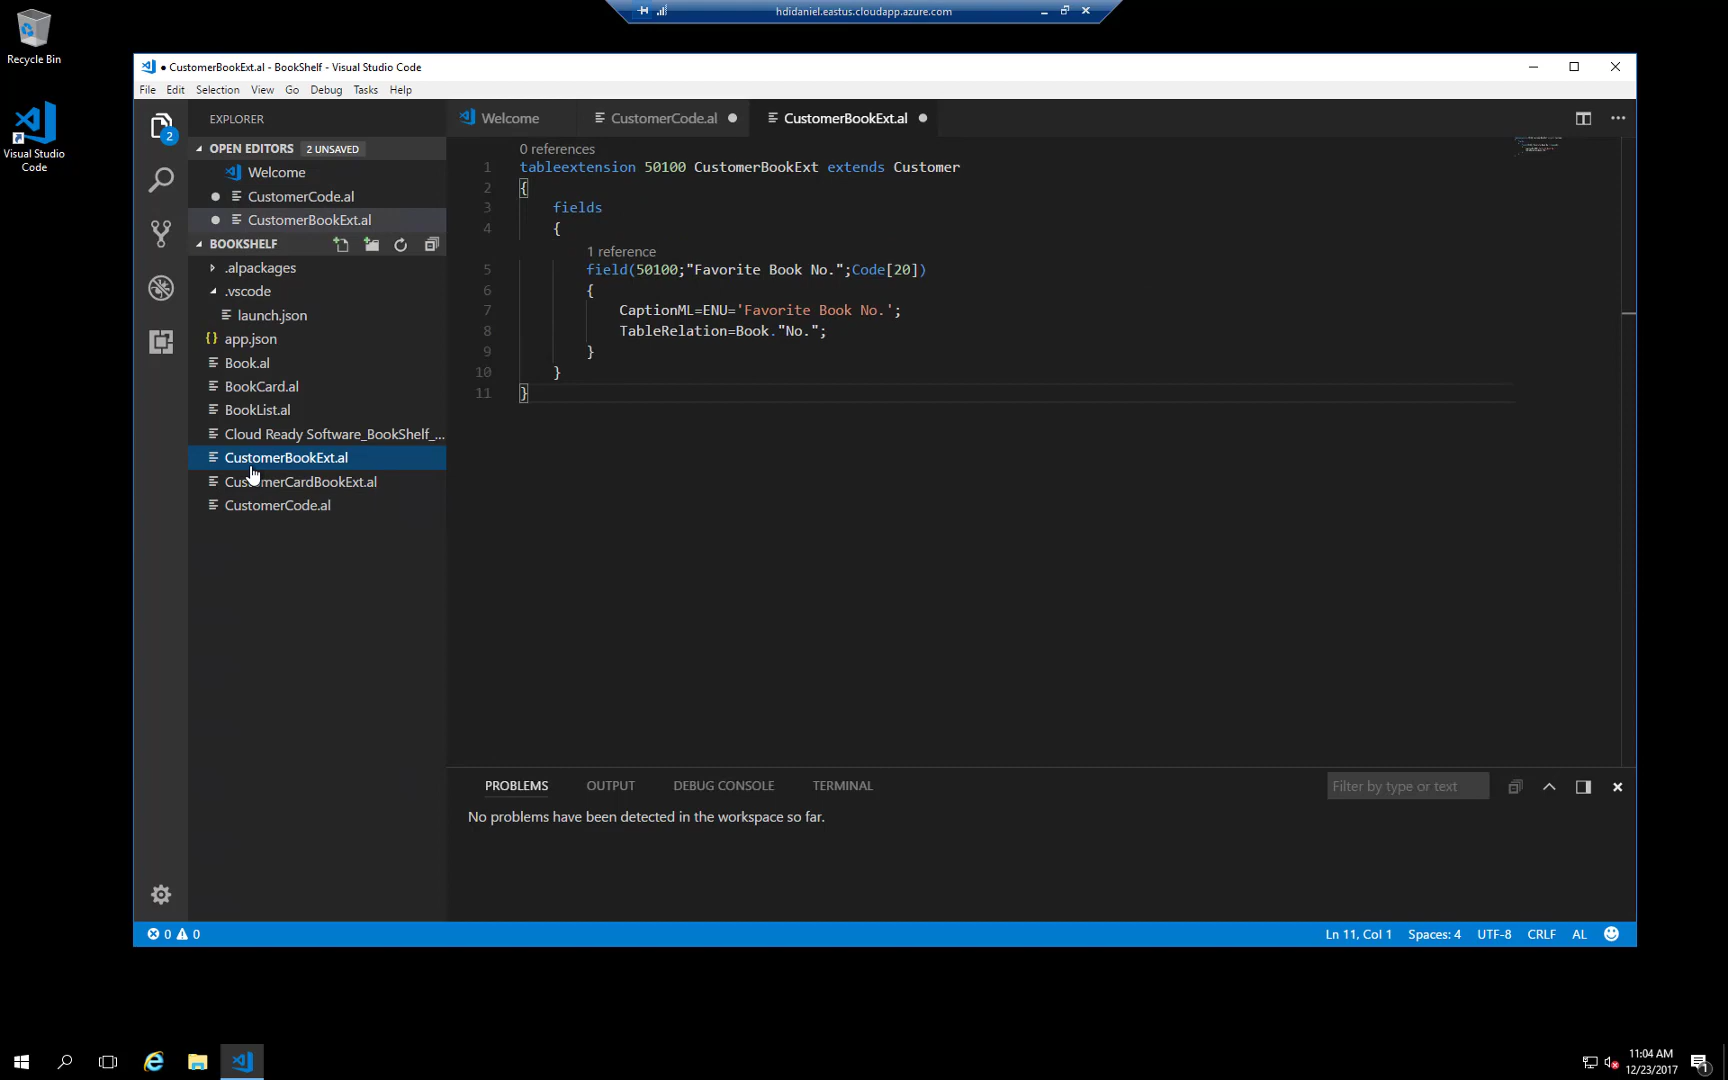 hdidaniel.eastus.cloudapp.azure.com
Recycle Bin
Visual Studio
Code
● CustomerBookExt.al - BookShelf - Visual Studio Code
File Edit Selection View Go Debug Tasks Help
EXPLORER
OPEN EDITORS 2 UNSAVED
Welcome
CustomerCode.al
CustomerBookExt.al
BOOKSHELF
.alpackages
.vscode
launch.json
{} app.json
Book.al
BookCard.al
BookList.al
Cloud Ready Software_BookShelf_...
CustomerBookExt.al
CustomerCardBookExt.al
CustomerCode.al
2
Welcome CustomerCode.al CustomerBookExt.al
0 references
1 tableextension 50100 CustomerBookExt extends Customer
2 {
3 fields
4 {
1 reference
5 field(50100;"Favorite Book No.";Code[20])
6 {
7 CaptionML=ENU='Favorite Book No.';
8 TableRelation=Book."No.";
9 }
10 }
11 }
PROBLEMS OUTPUT DEBUG CONSOLE TERMINAL Filter by type or text
No problems have been detected in the workspace so far.
0 0 Ln 11, Col 1 Spaces: 4 UTF-8 CRLF AL
11:04 AM
12/23/2017
1